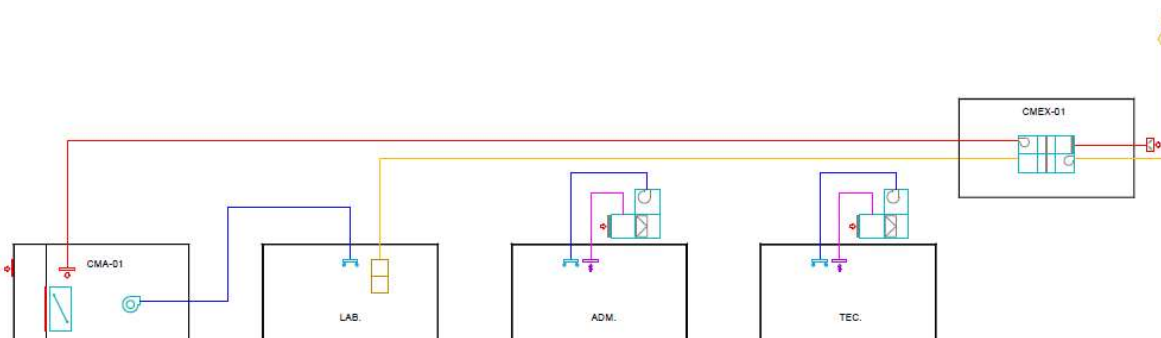 CMEX-01
CMA-01
LAB.
ADM.
TEC.